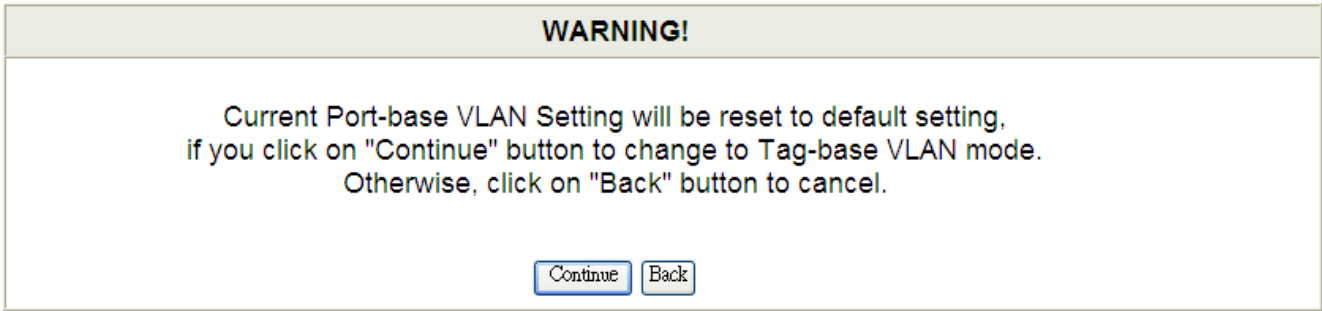 WARNING!
Current Port-base VLAN Setting will be reset to default setting,
if you click on "Continue" button to change to Tag-base VLAN mode.
Otherwise, click on "Back" button to cancel.
Continue Back